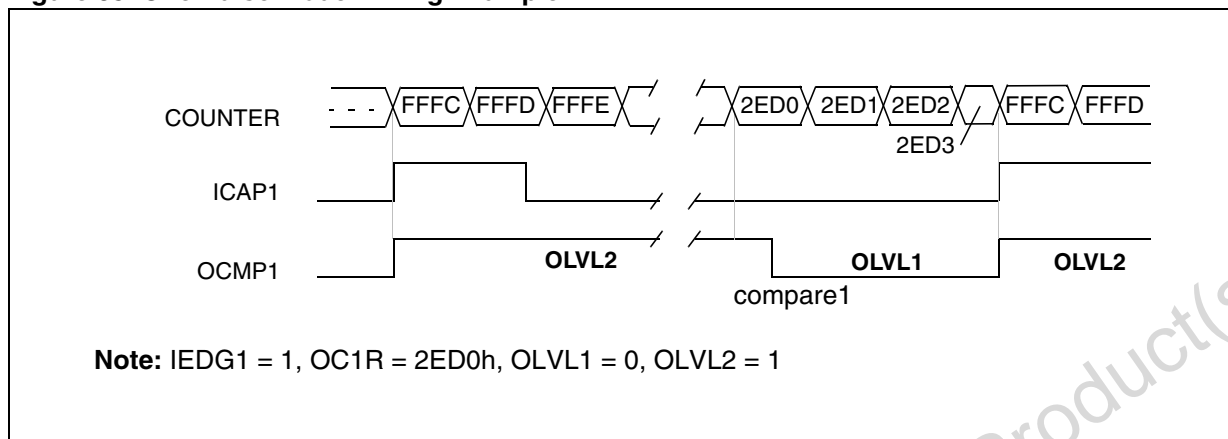 COUNTER
- - - -
FFFC FFFD FFFE
2ED0 2ED1 2ED2
2ED3
FFFC FFFD
ICAP1
OCMP1
OLVL2
OLVL1
OLVL2
compare1
Note: IEDG1 = 1, OC1R = 2ED0h, OLVL1 = 0, OLVL2 = 1
Product(s